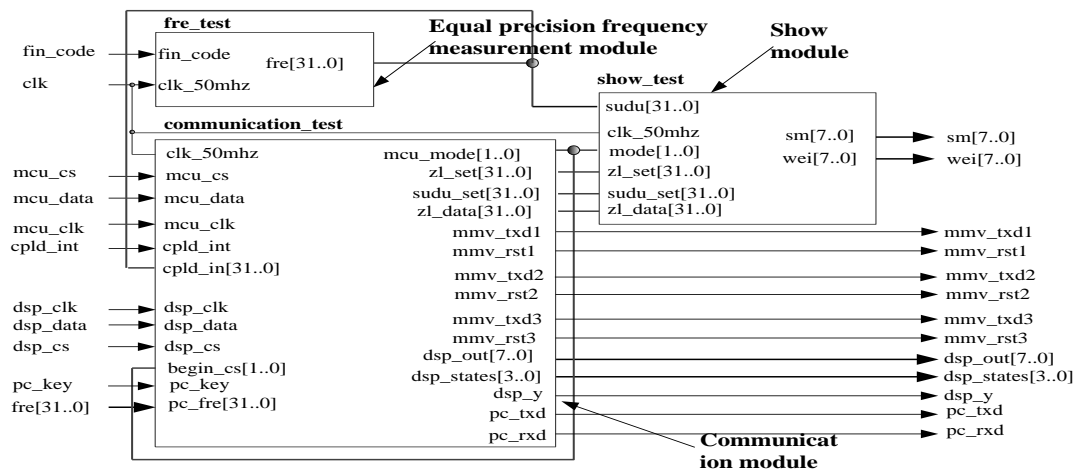 fre_test
Equal precision frequency
measurement module
Show
module
fin_code
fin_code
fre[31..0]
clk
clk_50mhz
show_test
sudu[31..0]
clk_50mhz
mode[1..0]
zl_set[31..0]
sudu_set[31..0]
zl_data[31..0]
sm[7..0]
wei[7..0]
sm[7..0]
wei[7..0]
communication_test
clk_50mhz
mcu_cs
mcu_data
mcu_clk
cpld_int
mcu_cs
mcu_data
mcu_clk
cpld_int
cpld_in[31..0]
dsp_clk
dsp_data
dsp_cs
dsp_clk
dsp_data
dsp_cs
begin_cs[1..0]
pc_key
fre[31..0]
pc_key
pc_fre[31..0]
mcu_mode[1..0]
zl_set[31..0]
sudu_set[31..0]
zl_data[31..0]
mmv_txd1
mmv_rst1
mmv_txd2
mmv_rst2
mmv_txd3
mmv_rst3
dsp_out[7..0]
dsp_states[3..0]
dsp_y
pc_txd
pc_rxd
mmv_txd1
mmv_rst1
mmv_txd2
mmv_rst2
mmv_txd3
mmv_rst3
dsp_out[7..0]
dsp_states[3..0]
dsp_y
pc_txd
pc_rxd
Communicat
ion module